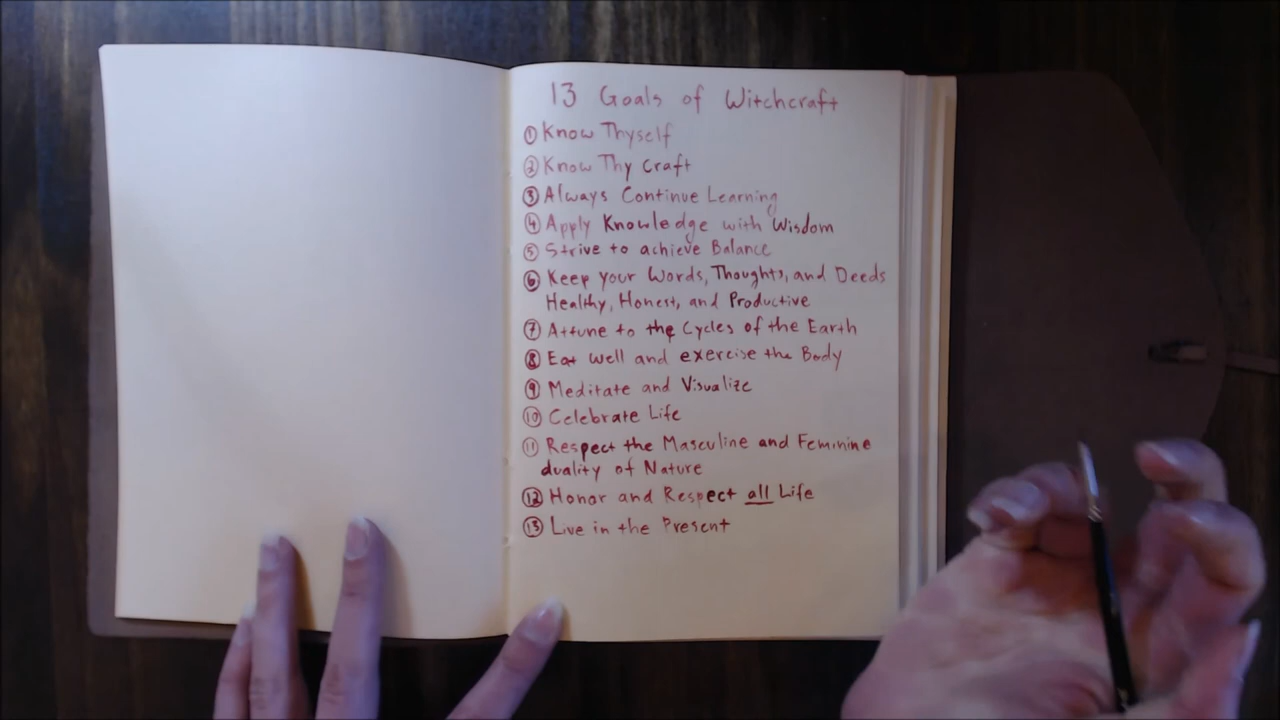 13 Goals of Witchcraft
① Know Thyself
② Know Thy Craft
③ Always Continue Learning
④ Apply Knowledge with Wisdom
⑤ Strive to achieve Balance
⑥ Keep Your Words, Thoughts, and Deeds
Healthy, Honest, and Productive
⑦ Attune to the Cycles of the Earth
⑧ Eat well and exercise the Body
⑨ Meditate and Visualize
⑩ Celebrate Life
⑪ Respect the Masculine and Feminine
duality of Nature
⑫ Honor and Respect all Life
⑬ Live in the Present